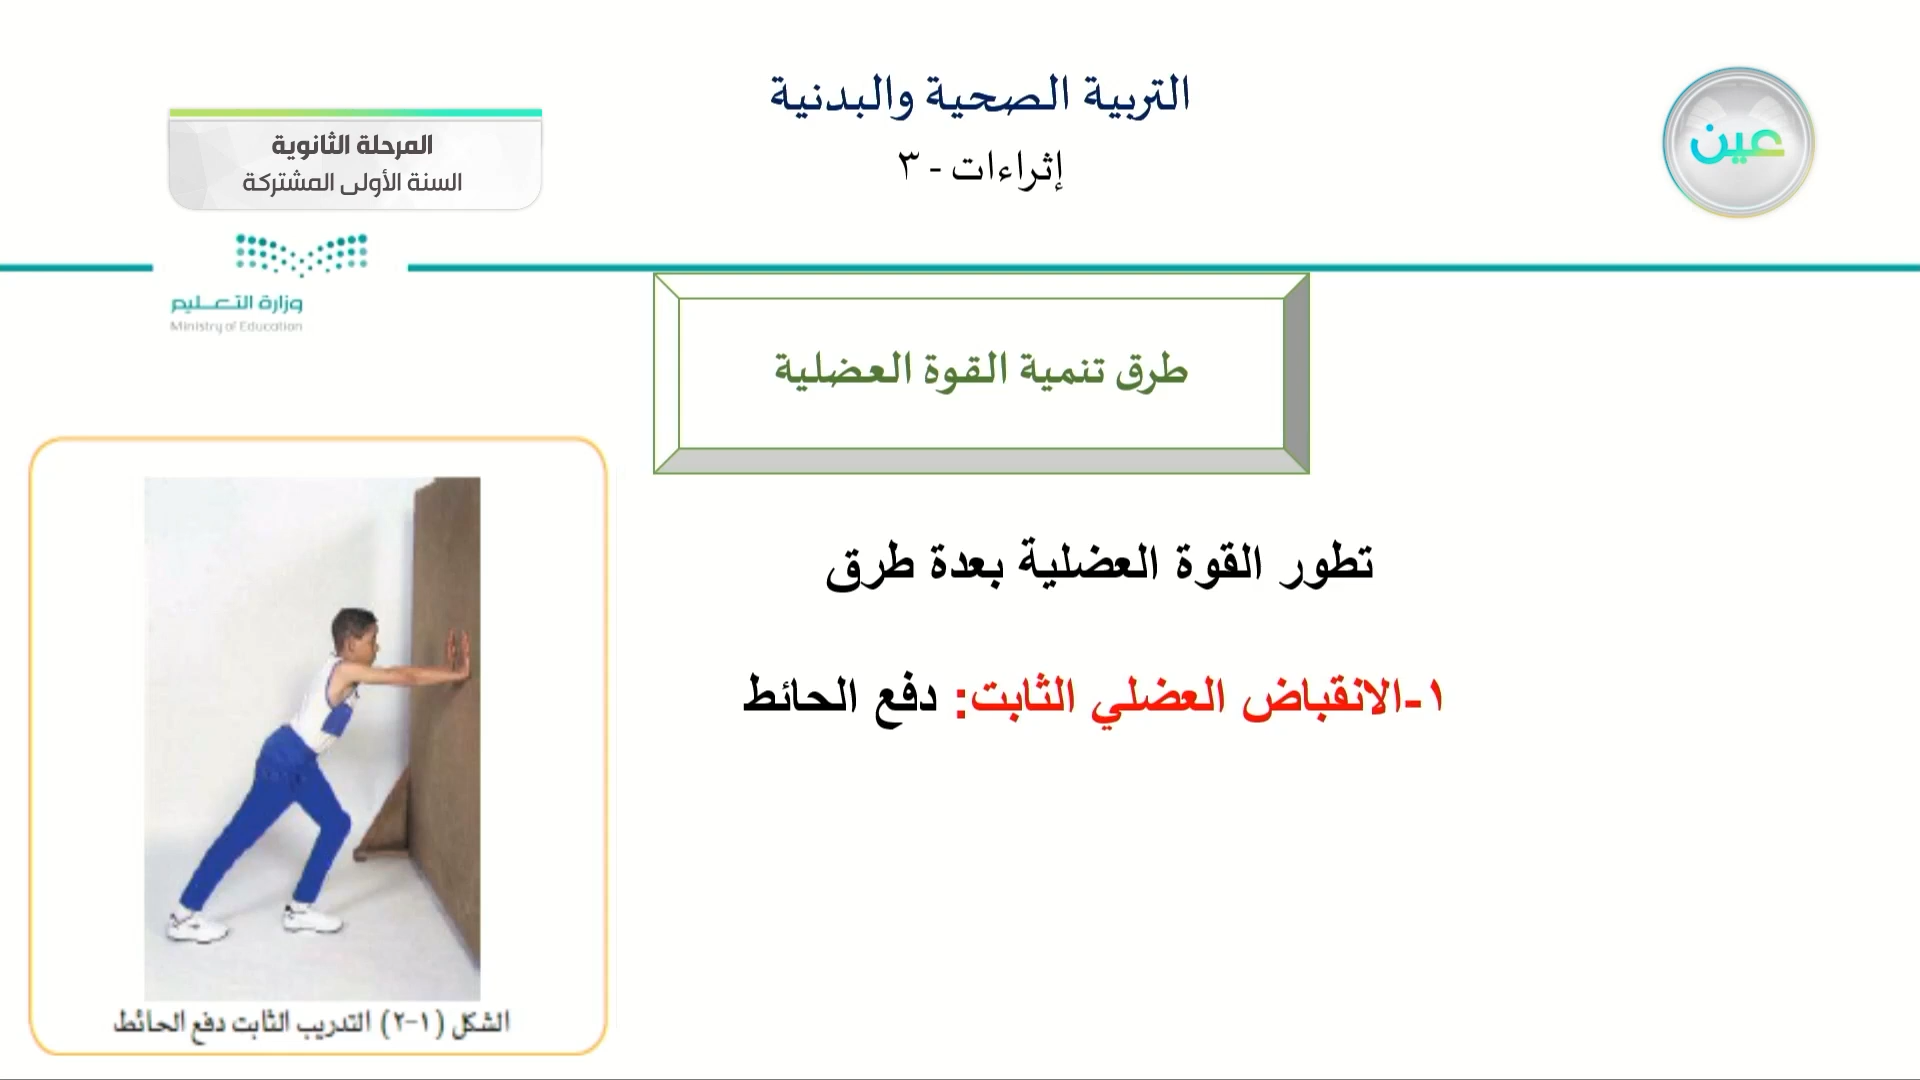 التربية الصحية والبدنية
إثراءات - ٣
عين
المرحلة الثانوية
السنة الأولى المشتركة
وزارة التعـليم
Ministry of Education
طرق تنمية القوة العضلية
تطور القوة العضلية بعدة طرق
١-الانقباض العضلي الثابت: دفع الحائط
الشكل (١-٢) التدريب الثابت دفع الحائط